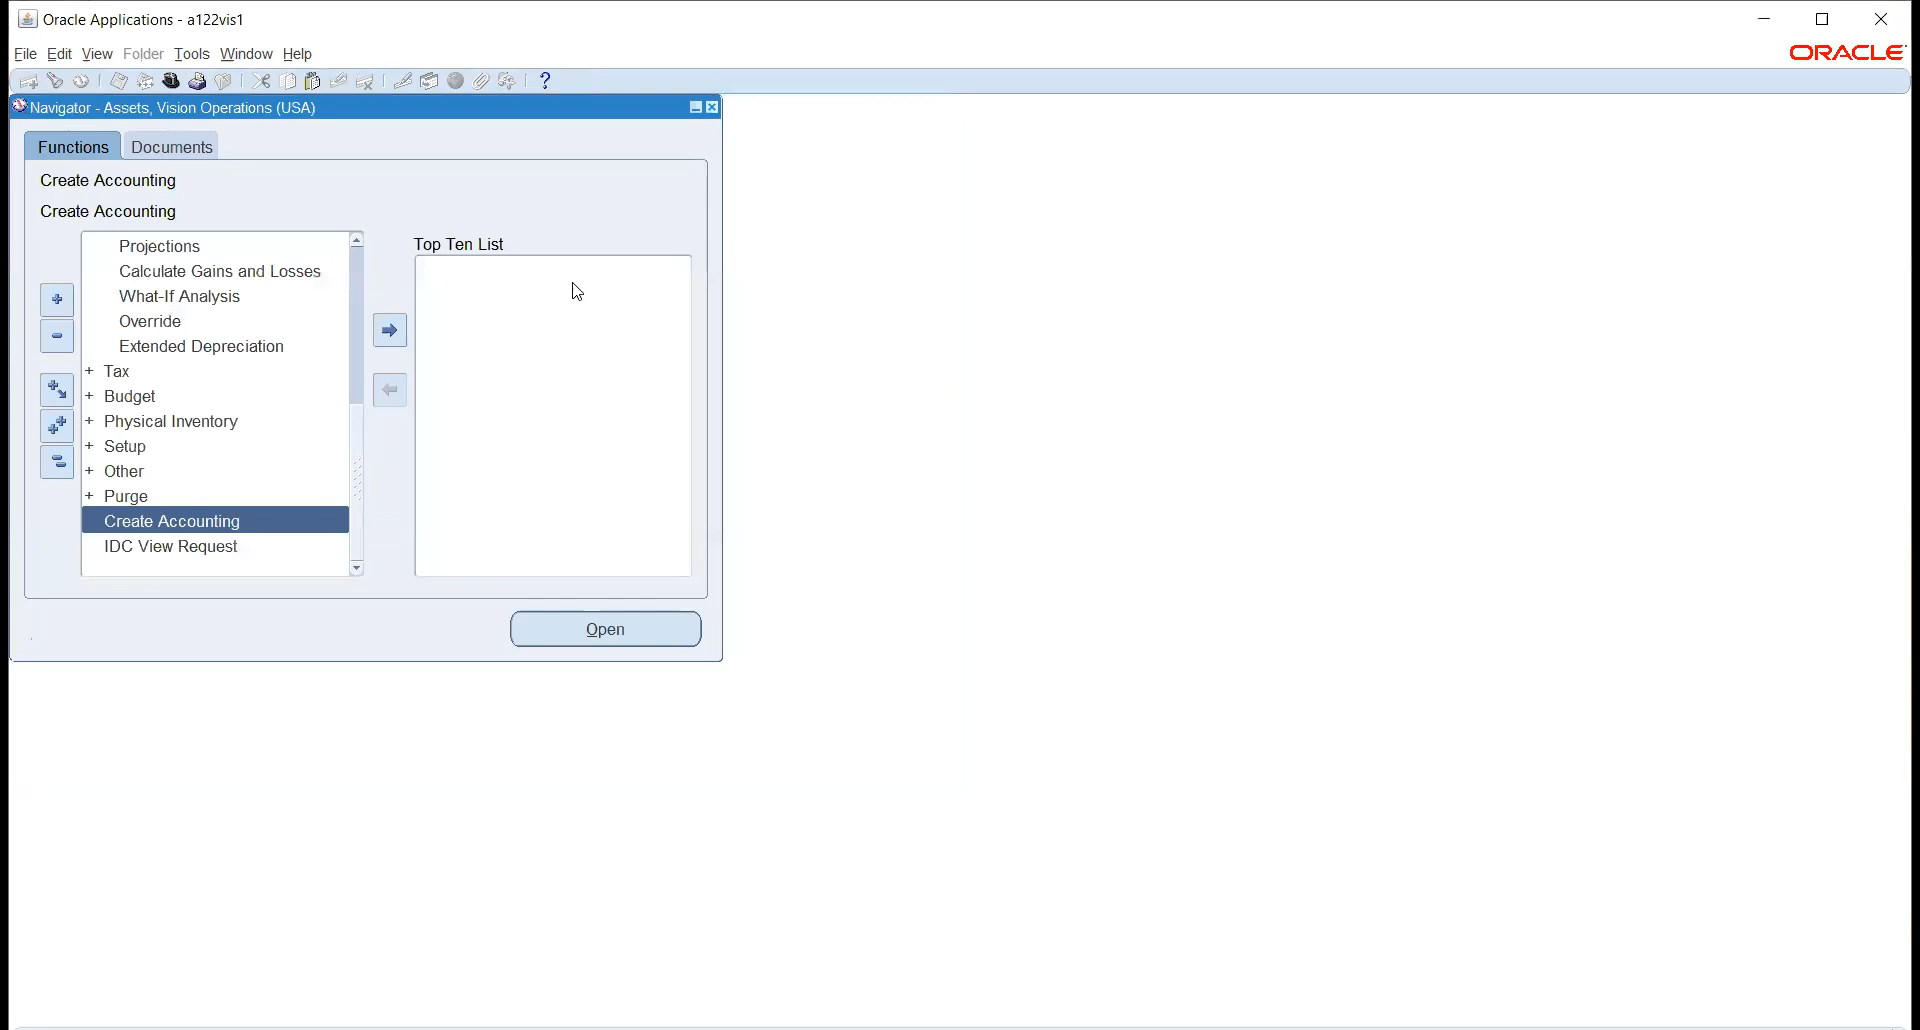 Oracle Applications - a122vis1
File Edit View Folder Tools Window Help
ORACLE
?
Navigator - Assets, Vision Operations (USA)
Functions Documents
Create Accounting
Create Accounting
Top Ten List
Projections
Calculate Gains and Losses
What-If Analysis
Override
Extended Depreciation
+ Tax
+ Budget
+ Physical Inventory
+ Setup
+ Other
+ Purge
Create Accounting
IDC View Request
Open